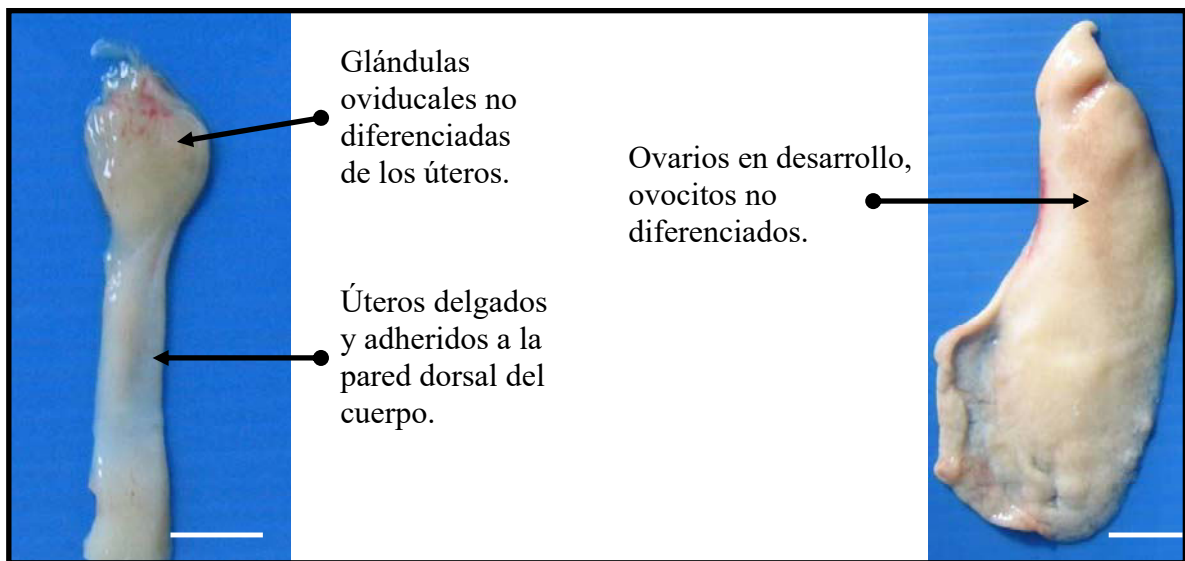 Glándulas
oviducales no
diferenciadas
de los úteros.
Úteros delgados
y adheridos a la
pared dorsal del
cuerpo.
Ovarios en desarrollo,
ovocitos no
diferenciados.